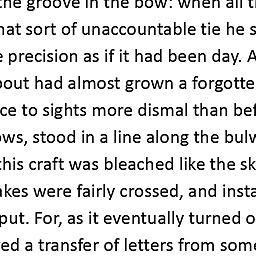 the groove in the bow: when all t
hat sort of unaccountable tie he s
e precision as if it had been day. A
bout had almost grown a forgotte
ce to sights more dismal than bef
ows, stood in a line along the bulw
this craft was bleached like the sk
akes were fairly crossed, and insta
put. For, as it eventually turned o
ed a transfer of letters from some